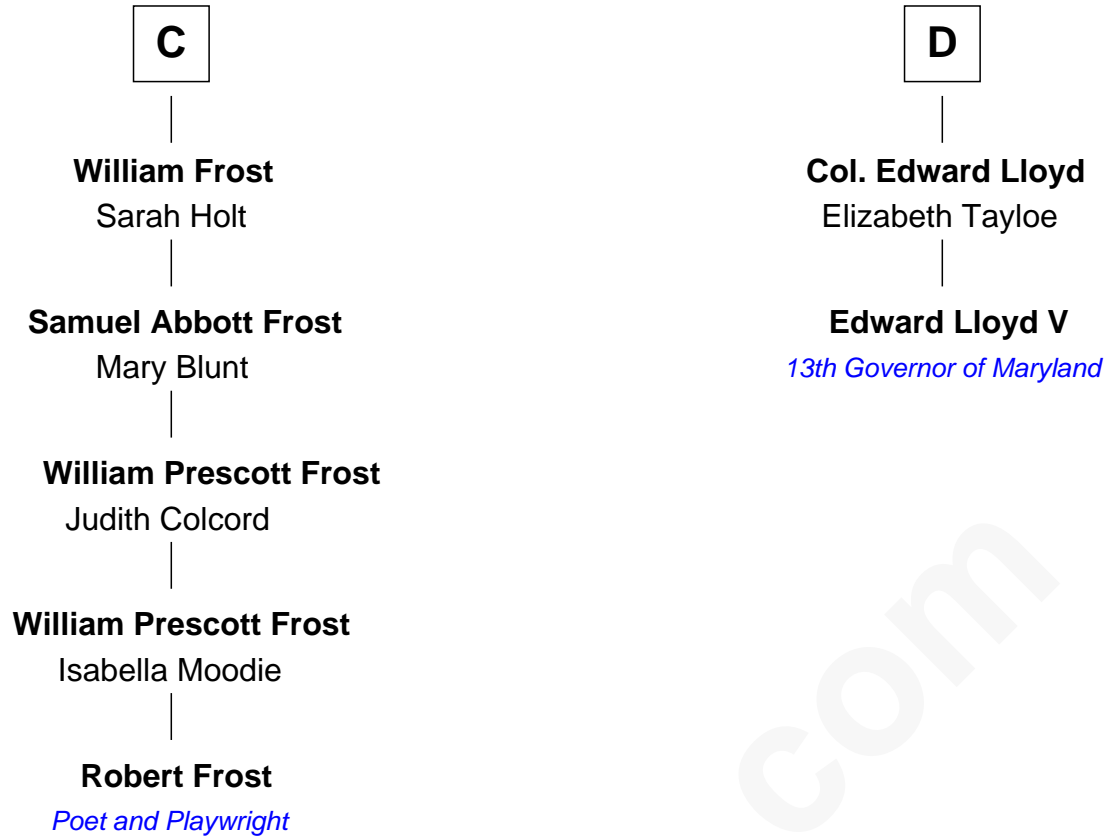 C
William Frost
Sarah Holt
Samuel Abbott Frost
Mary Blunt
William Prescott Frost
Judith Colcord
William Prescott Frost
Isabella Moodie
Robert Frost
Poet and Playwright
D
Col. Edward Lloyd
Elizabeth Tayloe
Edward Lloyd V
13th Governor of Maryland
com